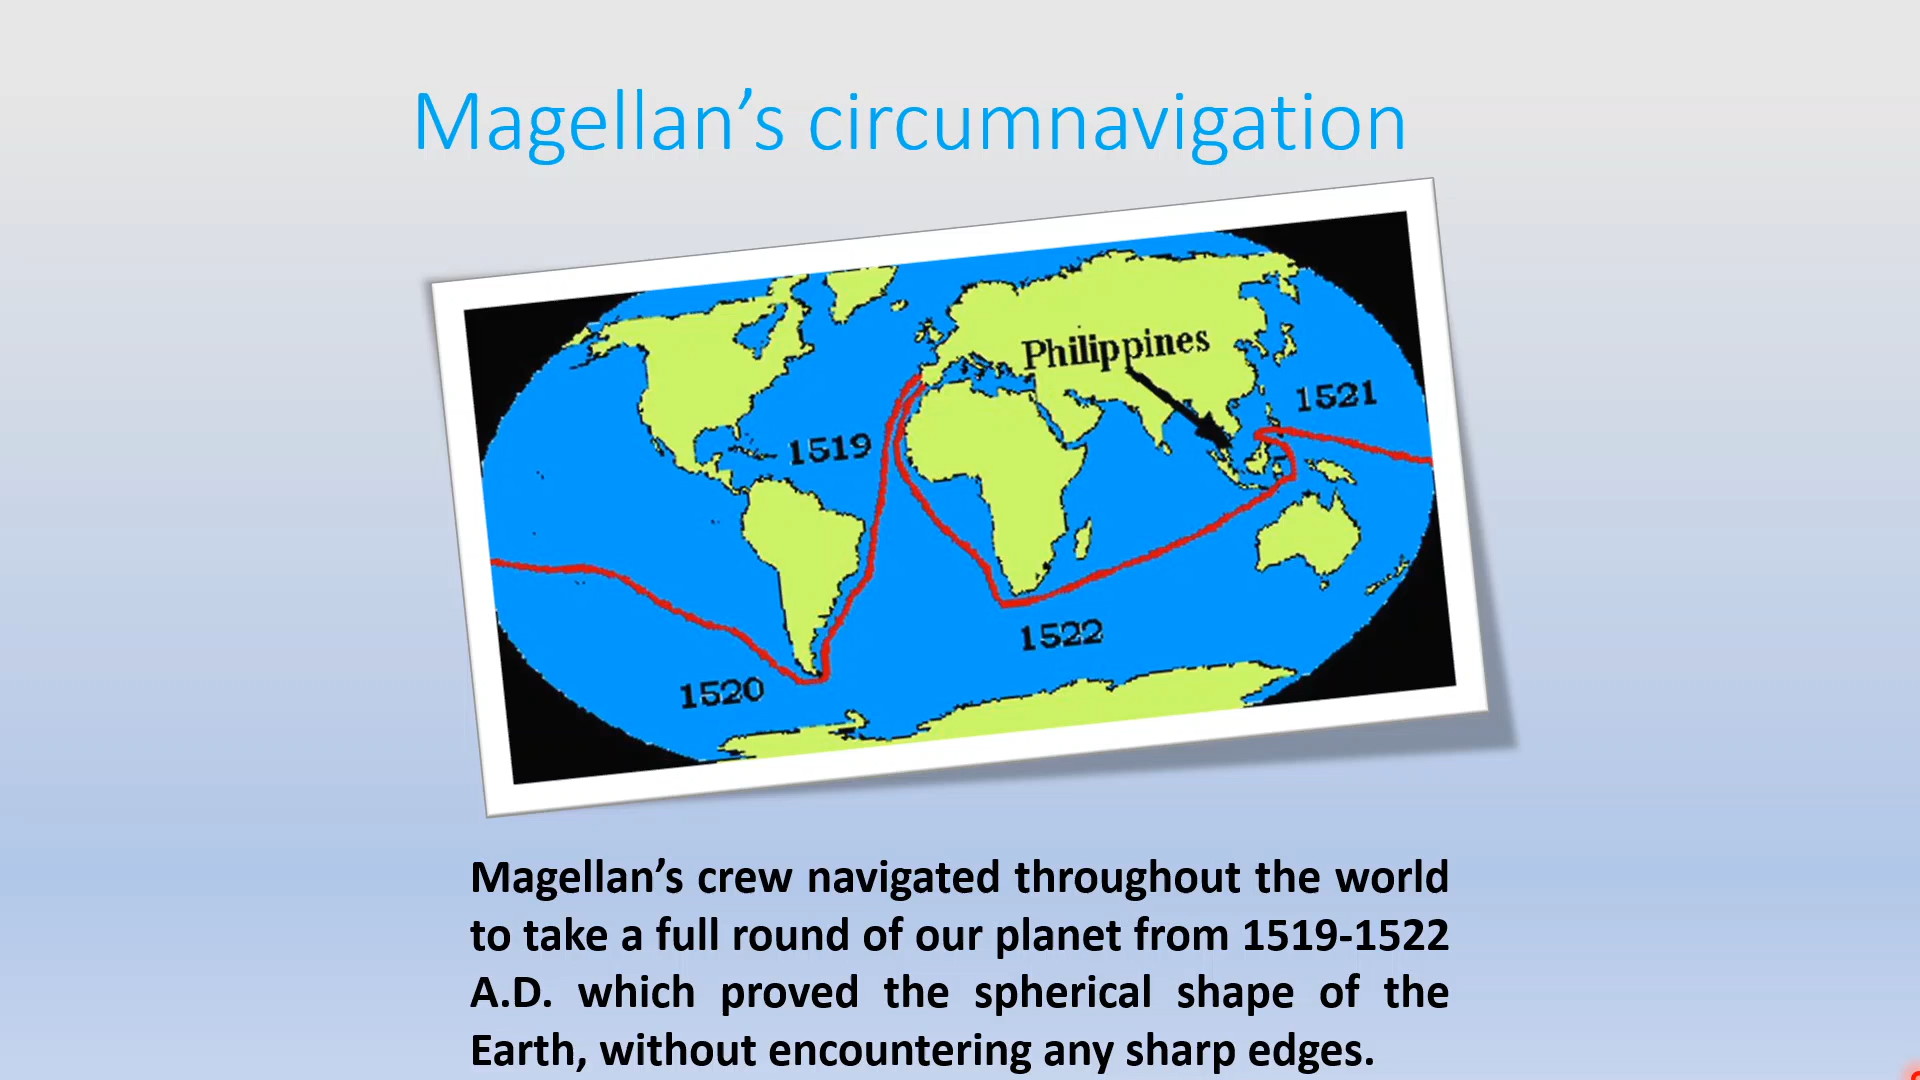 Magellan’s circumnavigation
Philippines
1521
1519
1522
1520
Magellan’s crew navigated throughout the world
to take a full round of our planet from 1519-1522
A.D. which proved the spherical shape of the
Earth, without encountering any sharp edges.